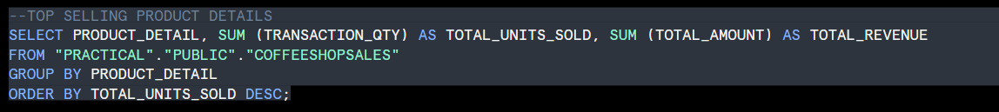 --TOP SELLING PRODUCT DETAILS
SELECT PRODUCT_DETAIL, SUM (TRANSACTION_QTY) AS TOTAL_UNITS_SOLD, SUM (TOTAL_AMOUNT) AS TOTAL_REVENUE
FROM "PRACTICAL"."PUBLIC"."COFFEESHOPSALES"
GROUP BY PRODUCT_DETAIL
ORDER BY TOTAL_UNITS_SOLD DESC;